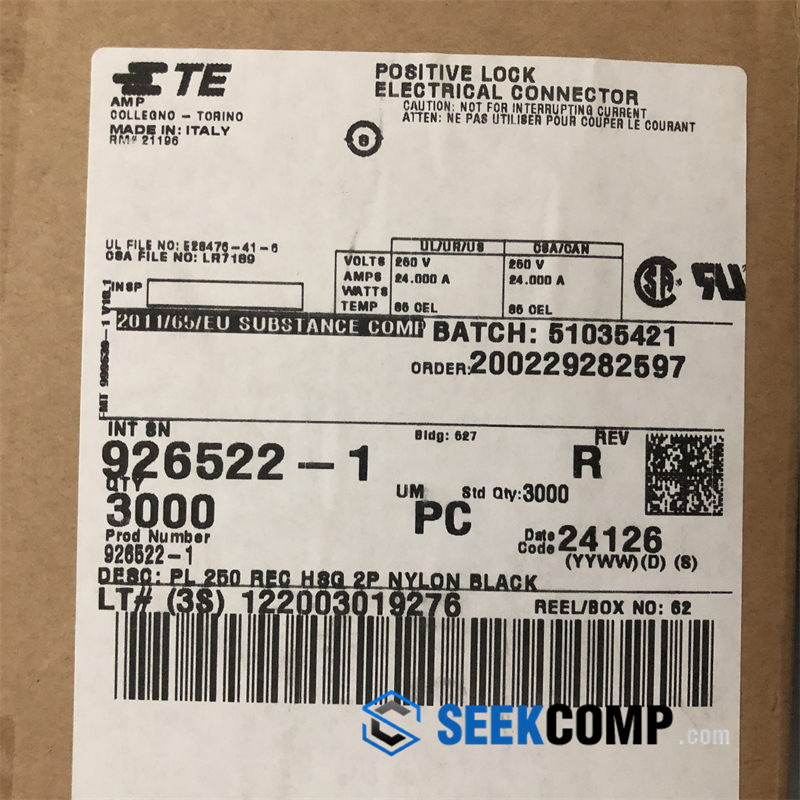 TE
AMP
COLLEGNO - TORINO
MADE IN: ITALY
RM# 21196
POSITIVE LOCK
ELECTRICAL CONNECTOR
CAUTION: NOT FOR INTERRUPTING CURRENT
ATTEN: NE PAS UTILISER POUR COUPER LE COURANT
6
UL FILE NO: E28476-41-6
CSA FILE NO: LR7189
UL/UR/US CSA/CAN
VOLTS 250 V 250 V
AMPS 24.000 A 24.000 A
WATTS
TEMP 85 CEL 85 CEL
INSP
2011/65/EU SUBSTANCE COMP
BATCH: 51035421
ORDER: 200229282597
INT SN
926522-1
Bldg: 627
REV
R
QTY
3000
UM
PC
Std Qty: 3000
Prod Number
926522-1
Date Code 24126
(YYWW)(D) (S)
DESC: PL 250 REC HSG 2P NYLON BLACK
LT# (3S) 122003019276
REEL/BOX NO: 62
SEEKCOMP.com